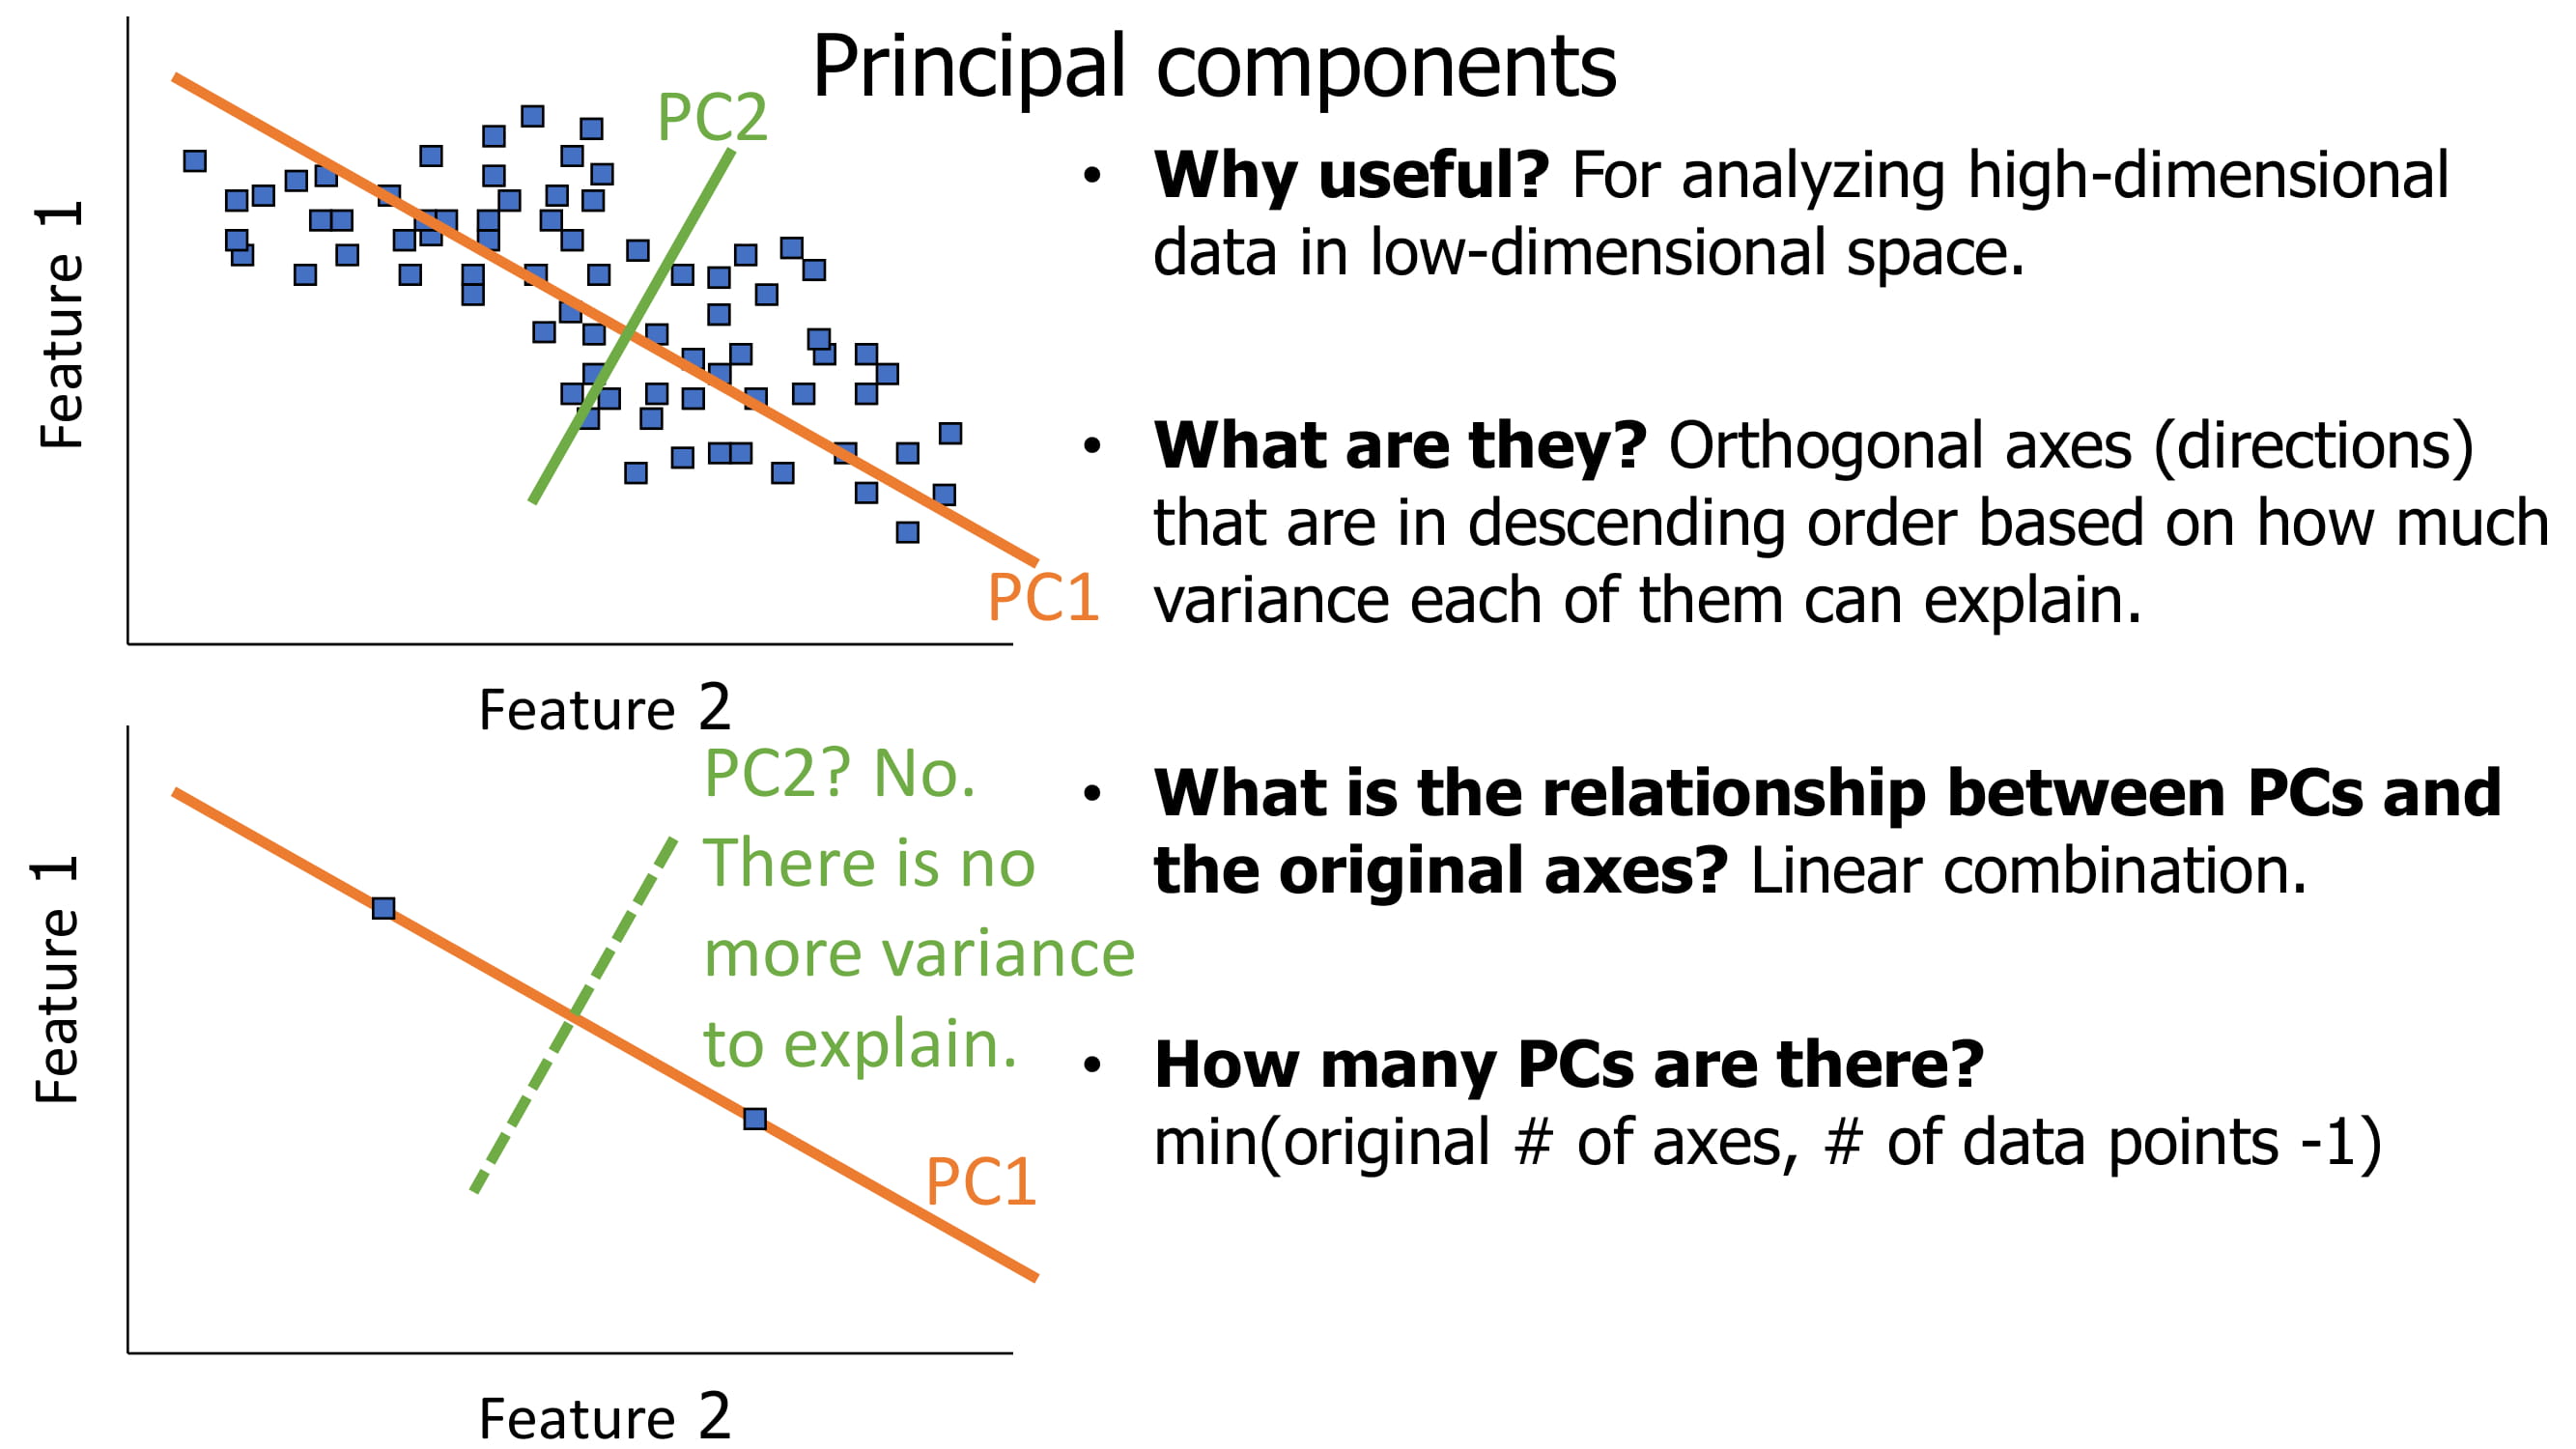 Principal components
PC2
Feature 1
PC1
Feature 2
PC2? No.
There is no
more variance
to explain.
Feature 1
PC1
Feature 2
• Why useful? For analyzing high-dimensional
data in low-dimensional space.
• What are they? Orthogonal axes (directions)
that are in descending order based on how much
variance each of them can explain.
• What is the relationship between PCs and
the original axes? Linear combination.
• How many PCs are there?
min(original # of axes, # of data points -1)